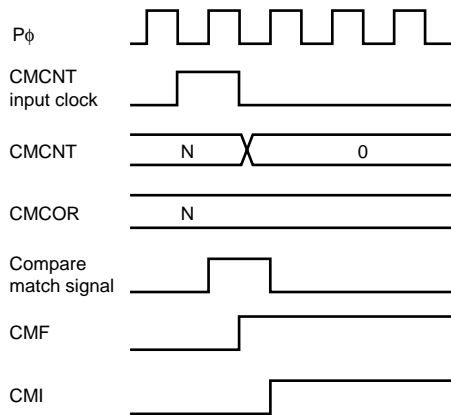 Pφ
CMCNT
input clock
CMCNT N 0
CMCOR N
Compare
match signal
CMF
CMI